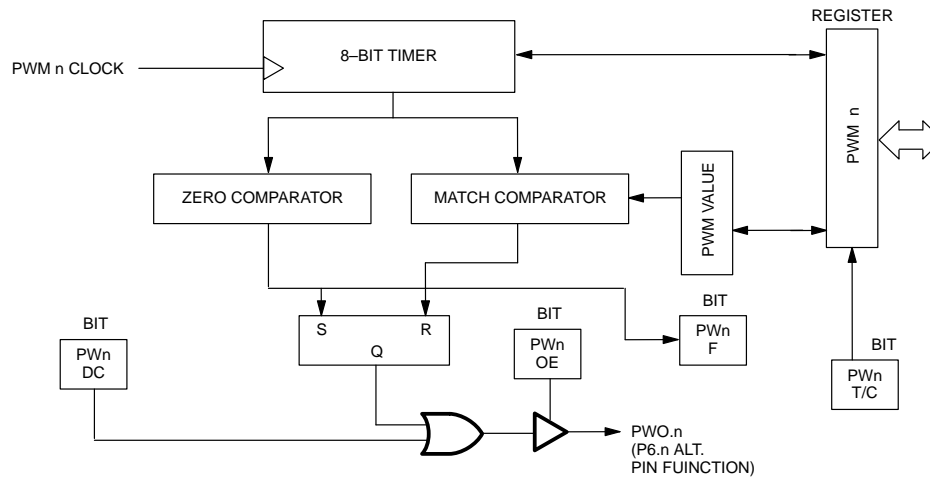 REGISTER
8–BIT TIMER
PWM n CLOCK
PWM n
ZERO COMPARATOR
MATCH COMPARATOR
PWM VALUE
BIT
PWn
DC
S
R
Q
BIT
PWn
OE
BIT
PWn
F
BIT
PWn
T/C
PWO.n
(P6.n ALT.
PIN FUINCTION)